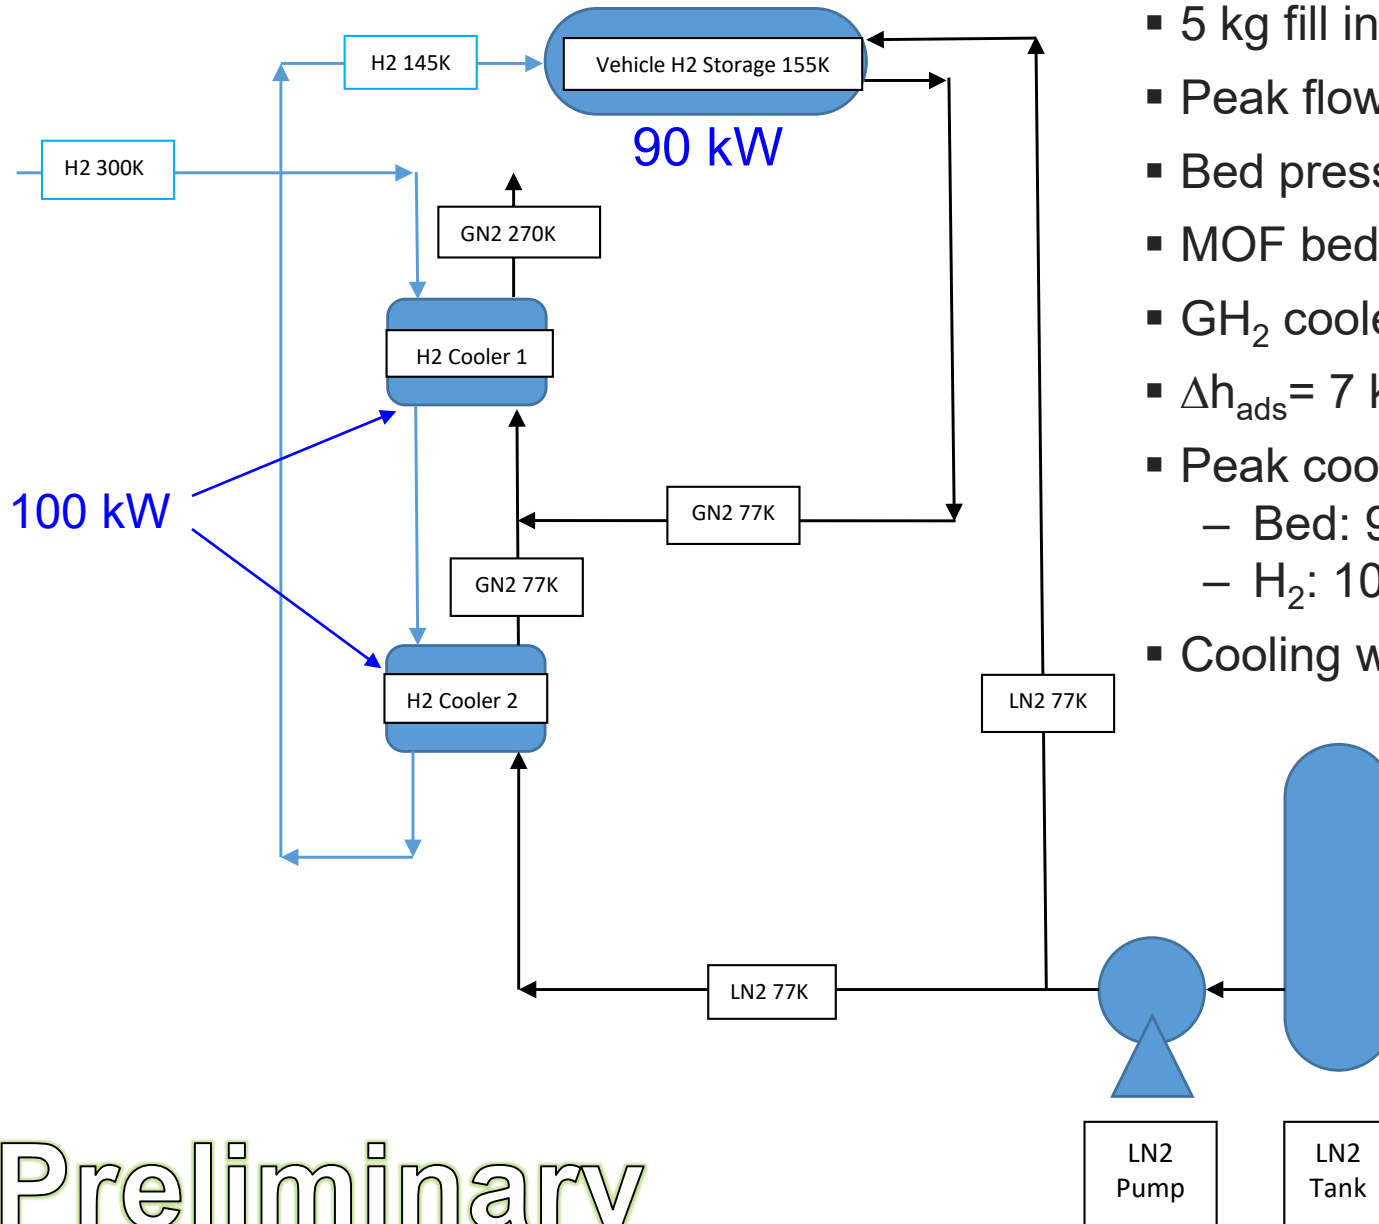 H2 145K
Vehicle H2 Storage 155K
90 kW
H2 300K
GN2 270K
H2 Cooler 1
100 kW
GN2 77K
GN2 77K
H2 Cooler 2
LN2 77K
LN2 77K
LN2
Pump
LN2
Tank
Preliminary
▪ 5 kg fill in
▪ Peak flow
▪ Bed press
▪ MOF bed
▪ GH₂ coole
▪ Δh_ads= 7 k
▪ Peak coo
– Bed: 9
– H₂: 10
▪ Cooling w